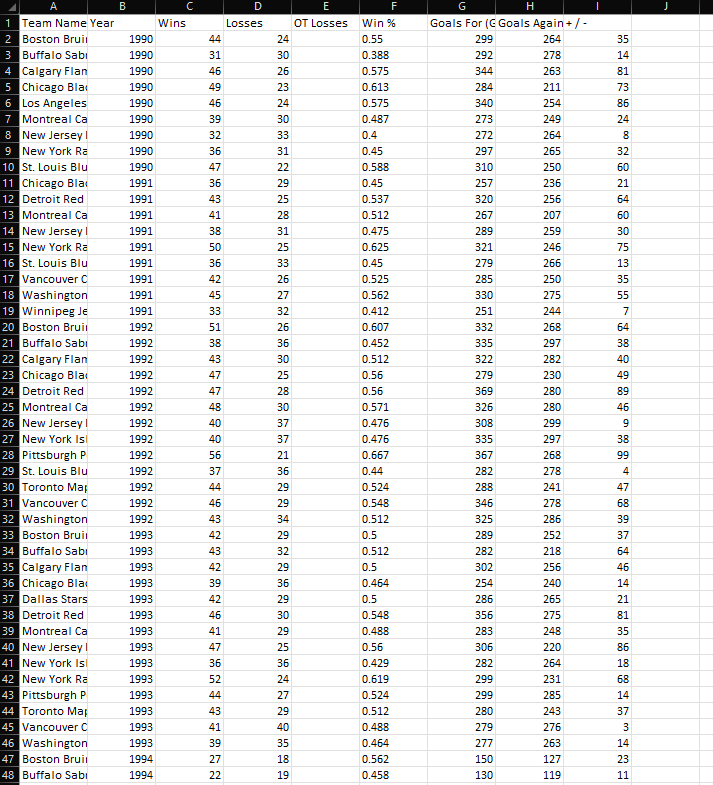 A B C D E F G H I J
1 Team Name Year Wins Losses OT Losses Win % Goals For (G Goals Again + / -
2 Boston Brui 1990 44 24 0.55 299 264 35
3 Buffalo Sab 1990 31 30 0.388 292 278 14
4 Calgary Flam 1990 46 26 0.575 344 263 81
5 Chicago Blac 1990 49 23 0.613 284 211 73
6 Los Angeles 1990 46 24 0.575 340 254 86
7 Montreal Ca 1990 39 30 0.487 273 249 24
8 New Jersey 1990 32 33 0.4 272 264 8
9 New York Ra 1990 36 31 0.45 297 265 32
10 St. Louis Blu 1990 47 22 0.588 310 250 60
11 Chicago Blac 1991 36 29 0.45 257 236 21
12 Detroit Red 1991 43 25 0.537 320 256 64
13 Montreal Ca 1991 41 28 0.512 267 207 60
14 New Jersey 1991 38 31 0.475 289 259 30
15 New York Ra 1991 50 25 0.625 321 246 75
16 St. Louis Blu 1991 36 33 0.45 279 266 13
17 Vancouver C 1991 42 26 0.525 285 250 35
18 Washington 1991 45 27 0.562 330 275 55
19 Winnipeg Je 1991 33 32 0.412 251 244 7
20 Boston Brui 1992 51 26 0.607 332 268 64
21 Buffalo Sab 1992 38 36 0.452 335 297 38
22 Calgary Flam 1992 43 30 0.512 322 282 40
23 Chicago Blac 1992 47 25 0.56 279 230 49
24 Detroit Red 1992 47 28 0.56 369 280 89
25 Montreal Ca 1992 48 30 0.571 326 280 46
26 New Jersey 1992 40 37 0.476 308 299 9
27 New York Isl 1992 40 37 0.476 335 297 38
28 Pittsburgh P 1992 56 21 0.667 367 268 99
29 St. Louis Blu 1992 37 36 0.44 282 278 4
30 Toronto Map 1992 44 29 0.524 288 241 47
31 Vancouver C 1992 46 29 0.548 346 278 68
32 Washington 1992 43 34 0.512 325 286 39
33 Boston Brui 1993 42 29 0.5 289 252 37
34 Buffalo Sab 1993 43 32 0.512 282 218 64
35 Calgary Flam 1993 42 29 0.5 302 256 46
36 Chicago Blac 1993 39 36 0.464 254 240 14
37 Dallas Stars 1993 42 29 0.5 286 265 21
38 Detroit Red 1993 46 30 0.548 356 275 81
39 Montreal Ca 1993 41 29 0.488 283 248 35
40 New Jersey 1993 47 25 0.56 306 220 86
41 New York Isl 1993 36 36 0.429 282 264 18
42 New York Ra 1993 52 24 0.619 299 231 68
43 Pittsburgh P 1993 44 27 0.524 299 285 14
44 Toronto Map 1993 43 29 0.512 280 243 37
45 Vancouver C 1993 41 40 0.488 279 276 3
46 Washington 1993 39 35 0.464 277 263 14
47 Boston Brui 1994 27 18 0.562 150 127 23
48 Buffalo Sab 1994 22 19 0.458 130 119 11